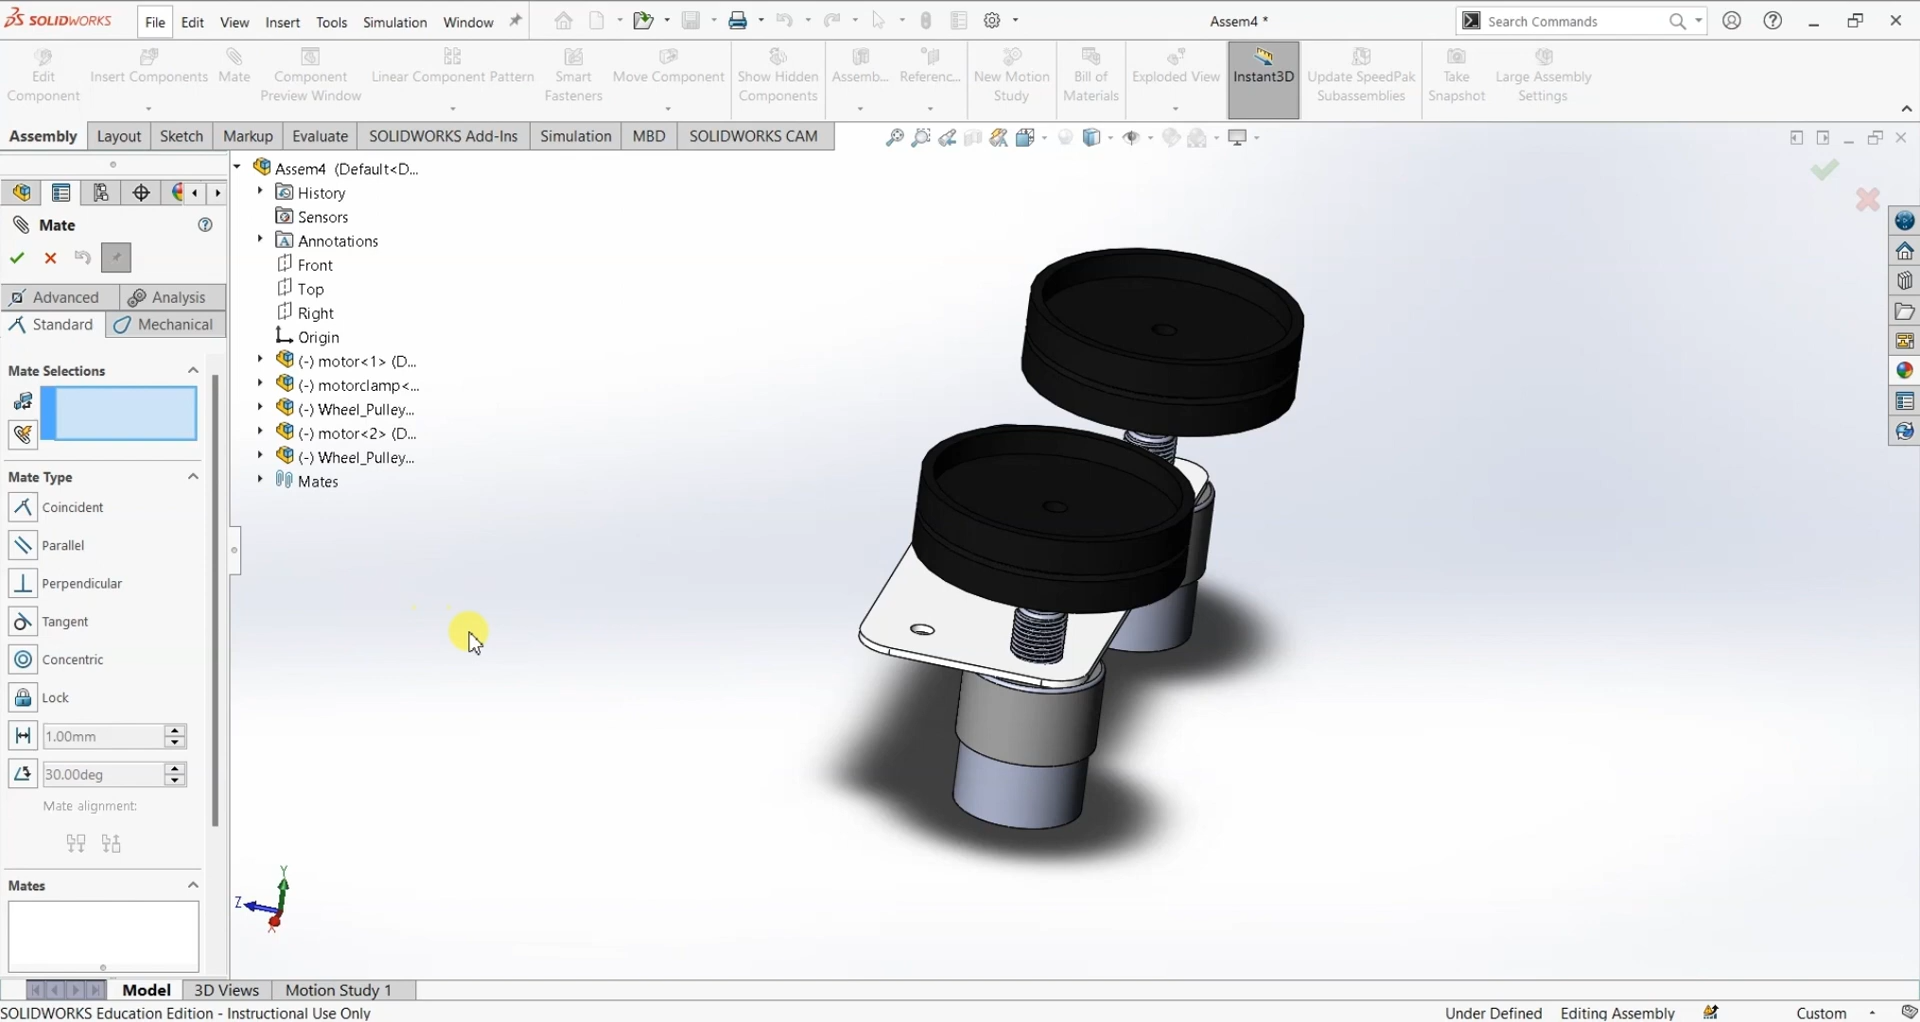 SOLIDWORKS File Edit View Insert Tools Simulation Window Assem4 * Search Commands
Edit Component Insert Components Mate Component Preview Window Linear Component Pattern Smart Fasteners Move Component Show Hidden Components Assemb... Referenc... New Motion Study Bill of Materials Exploded View Instant3D Update SpeedPak Subassemblies Take Snapshot Large Assembly Settings
Assembly Layout Sketch Markup Evaluate SOLIDWORKS Add-Ins Simulation MBD SOLIDWORKS CAM
Assem4 (Default<D...
History
Sensors
Annotations
Front
Top
Right
Origin
(-) motor<1> (D...
(-) motorclamp<...
(-) Wheel_Pulley...
(-) motor<2> (D...
(-) Wheel_Pulley...
Mates
Mate
Advanced Analysis
Standard Mechanical
Mate Selections
Mate Type
Coincident
Parallel
Perpendicular
Tangent
Concentric
Lock
1.00mm
30.00deg
Mate alignment:
Mates
Y
Z
X
Model 3D Views Motion Study 1
SOLIDWORKS Education Edition - Instructional Use Only Under Defined Editing Assembly Custom